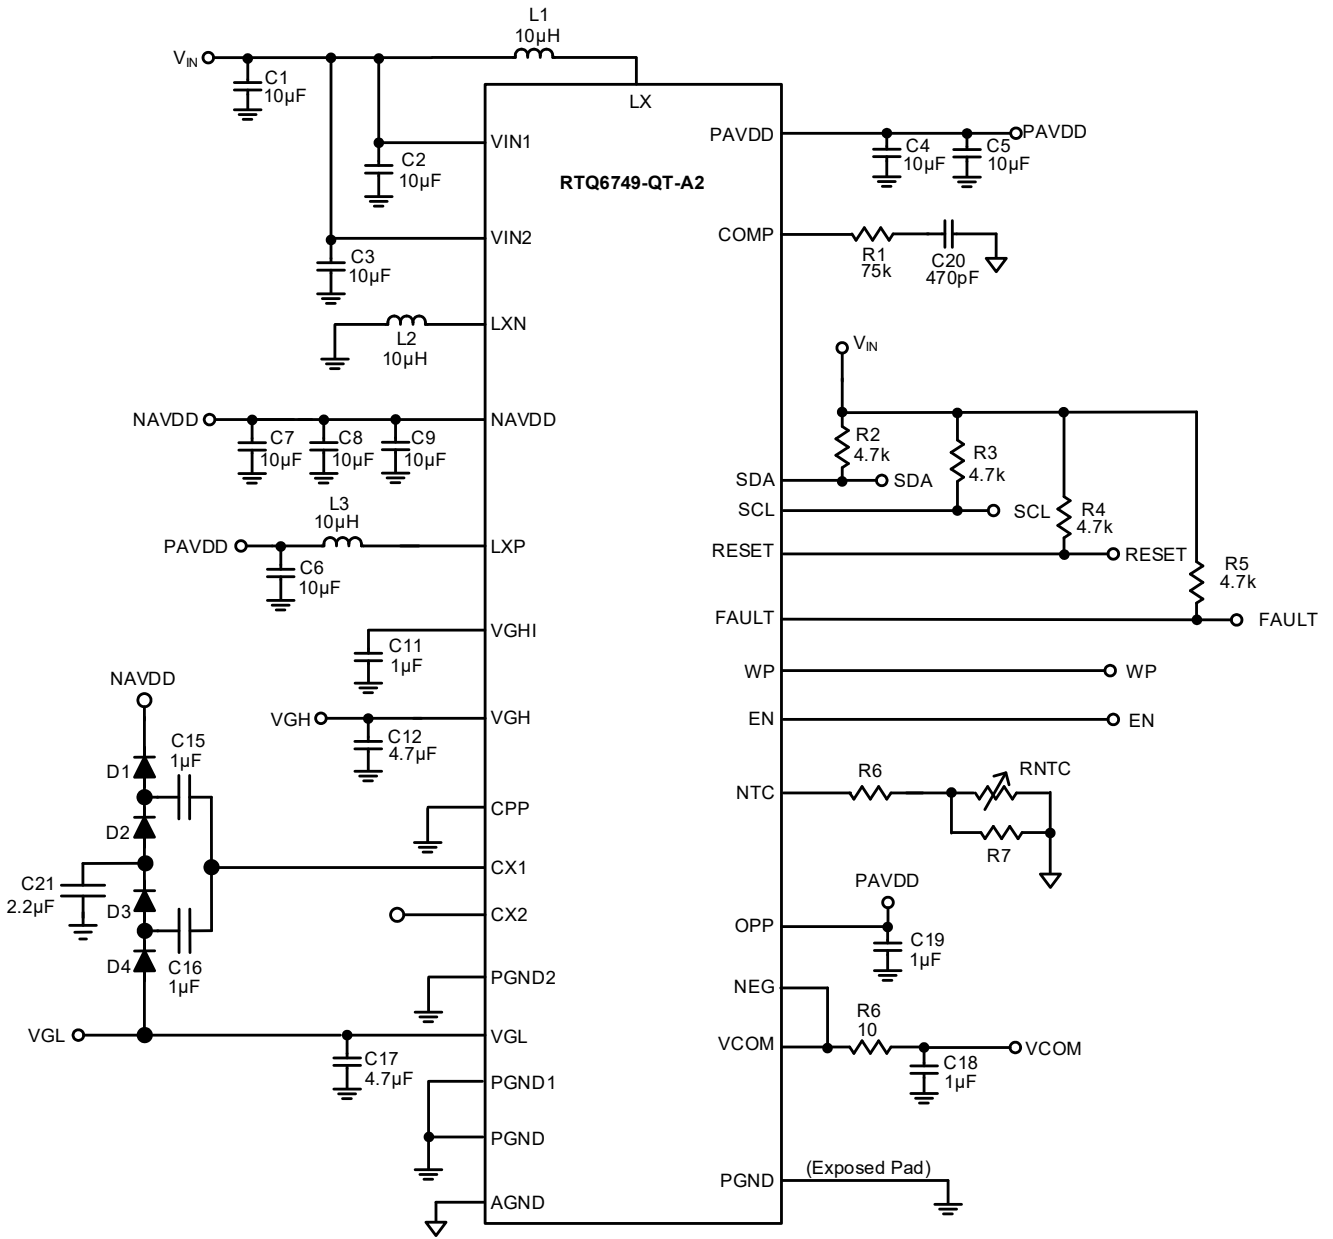 L1
10µH
VIN
C1
10µF
LX
PAVDD
PAVDD
C4
10µF
C5
10µF
VIN1
C2
10µF
RTQ6749-QT-A2
COMP
R1
75k
C20
470pF
VIN2
C3
10µF
LXN
L2
10µH
VIN
NAVDD
NAVDD
C7
10µF
C8
10µF
C9
10µF
R2
4.7k
R3
4.7k
SDA
SDA
SCL
SCL
R4
4.7k
L3
10µH
PAVDD
LXP
C6
10µF
RESET
RESET
R5
4.7k
VGHI
C11
1µF
FAULT
FAULT
WP
WP
NAVDD
VGH
VGH
C12
4.7µF
EN
EN
C15
1µF
D1
D2
NTC
R6
RNTC
R7
CPP
CX1
C21
2.2µF
D3
D4
C16
1µF
CX2
PAVDD
OPP
C19
1µF
PGND2
NEG
VGL
VGL
C17
4.7µF
VCOM
R6
10
VCOM
C18
1µF
PGND1
PGND
AGND
PGND
(Exposed Pad)